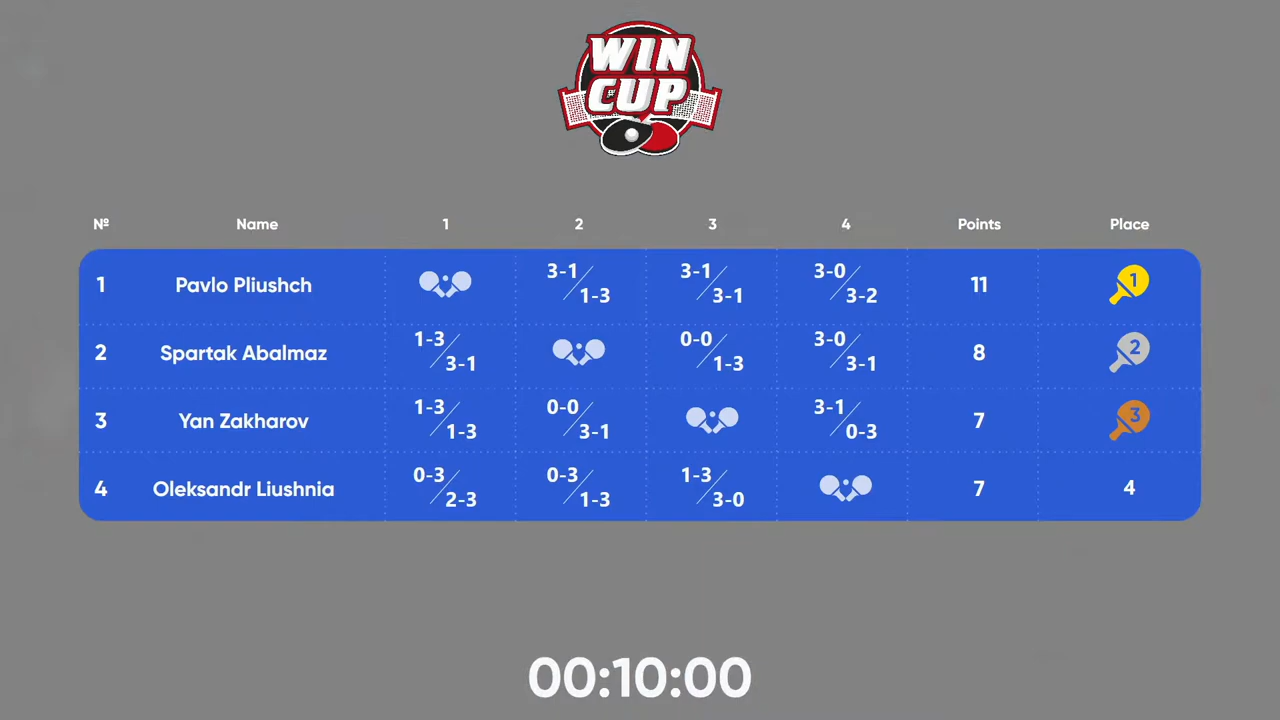 WIN
CUP
№ Name 1 2 3 4 Points Place
1 Pavlo Pliushch 3-1/1-3 3-1/3-1 3-0/3-2 11 1
2 Spartak Abalmaz 1-3/3-1 0-0/1-3 3-0/3-1 8 2
3 Yan Zakharov 1-3/1-3 0-0/3-1 3-1/0-3 7 3
4 Oleksandr Liushnia 0-3/2-3 0-3/1-3 1-3/3-0 7 4
00:10:00